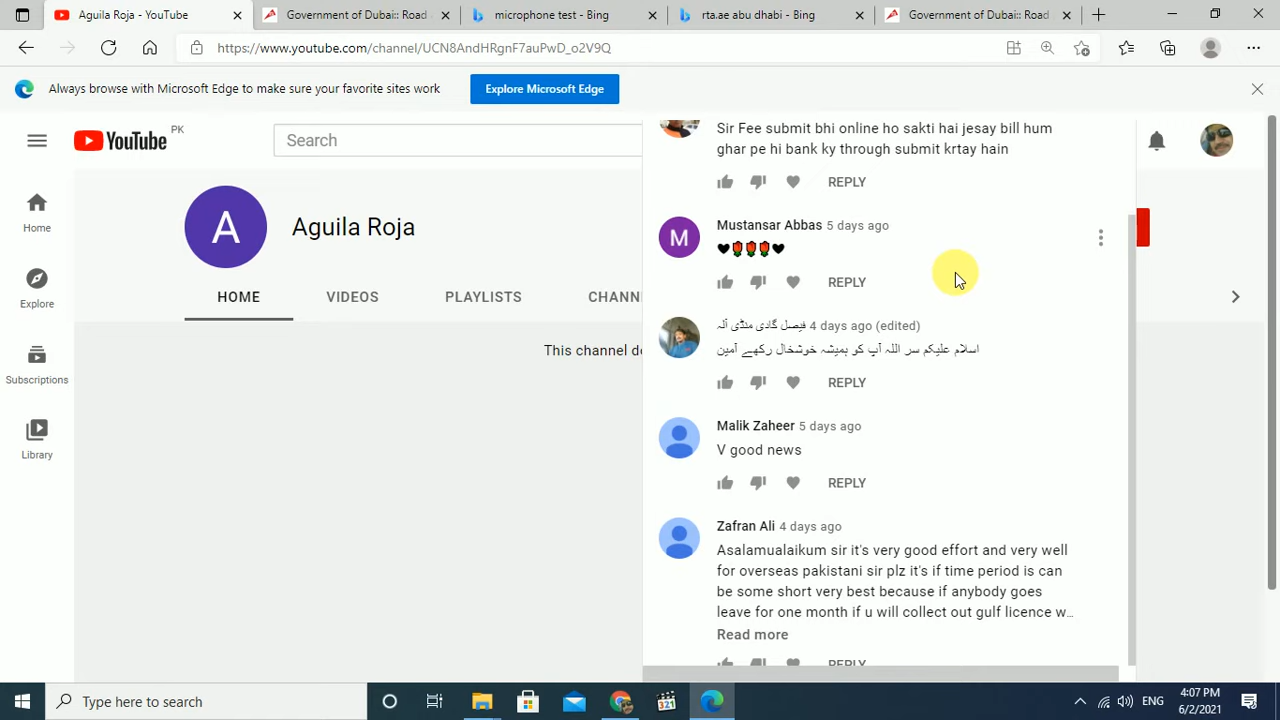 Aguila Roja - YouTube
Government of Dubai:: Road
microphone test - Bing
rta.ae abu dhabi - Bing
Government of Dubai:: Road
https://www.youtube.com/channel/UCN8AndHRgnF7auPwD_o2V9Q
Always browse with Microsoft Edge to make sure your favorite sites work
Explore Microsoft Edge
YouTube PK
Search
Home
Explore
Subscriptions
Library
A
Aguila Roja
HOME
VIDEOS
PLAYLISTS
CHANN
This channel d
Sir Fee submit bhi online ho sakti hai jesay bill hum
ghar pe hi bank ky through submit krtay hain
REPLY
M
Mustansar Abbas 5 days ago
🖤🌹🌹🌹🖤
REPLY
فیصل گادی منڈی آلہ 4 days ago (edited)
اسلام علیکم سر اللہ آپ کو ہمیشہ خوشخال رکھے آمین
REPLY
Malik Zaheer 5 days ago
V good news
REPLY
Zafran Ali 4 days ago
Asalamualaikum sir it's very good effort and very well
for overseas pakistani sir plz it's if time period is can
be some short very best because if anybody goes
leave for one month if u will collect out gulf licence w...
Read more
REPLY
Type here to search
321
ENG
4:07 PM
6/2/2021